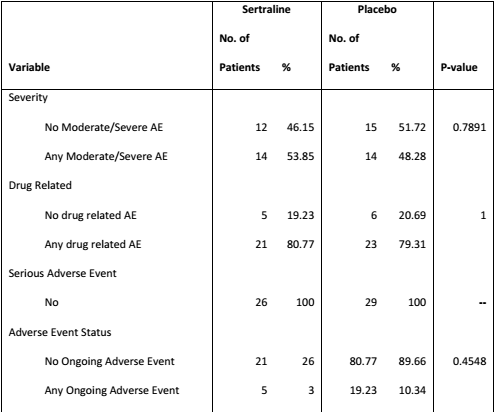 Sertraline Placebo
No. of No. of
Variable Patients % Patients % P-value
Severity
No Moderate/Severe AE 12 46.15 15 51.72 0.7891
Any Moderate/Severe AE 14 53.85 14 48.28
Drug Related
No drug related AE 5 19.23 6 20.69 1
Any drug related AE 21 80.77 23 79.31
Serious Adverse Event
No 26 100 29 100 --
Adverse Event Status
No Ongoing Adverse Event 21 26 80.77 89.66 0.4548
Any Ongoing Adverse Event 5 3 19.23 10.34